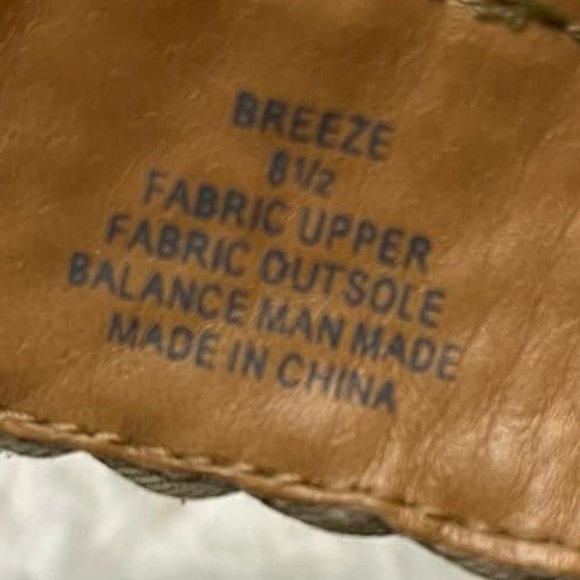 BREEZE
8 1/2
FABRIC UPPER
FABRIC OUTSOLE
BALANCE MAN MADE
MADE IN CHINA